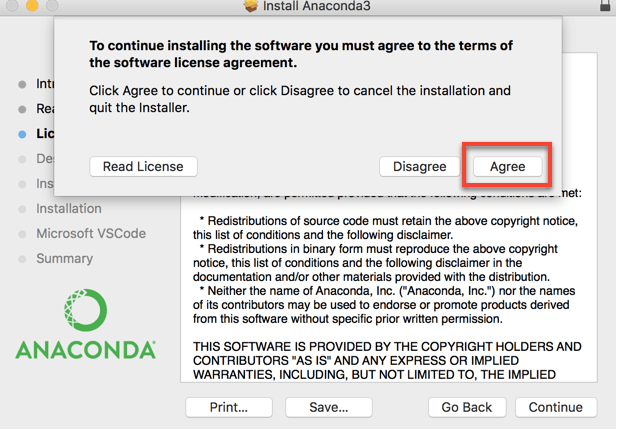 Install Anaconda3
To continue installing the software you must agree to the terms of
the software license agreement.
Click Agree to continue or click Disagree to cancel the installation and
quit the Installer.
Read License
Disagree
Agree
Int
Rea
Lic
Des
Ins
Installation
Microsoft VSCode
Summary
ANACONDA
modification, are permitted provided that the following conditions are met:
* Redistributions of source code must retain the above copyright notice,
this list of conditions and the following disclaimer.
* Redistributions in binary form must reproduce the above copyright
notice, this list of conditions and the following disclaimer in the
documentation and/or other materials provided with the distribution.
* Neither the name of Anaconda, Inc. ("Anaconda, Inc.") nor the names
of its contributors may be used to endorse or promote products derived
from this software without specific prior written permission.
THIS SOFTWARE IS PROVIDED BY THE COPYRIGHT HOLDERS AND
CONTRIBUTORS "AS IS" AND ANY EXPRESS OR IMPLIED
WARRANTIES, INCLUDING, BUT NOT LIMITED TO, THE IMPLIED
Print...
Save...
Go Back
Continue